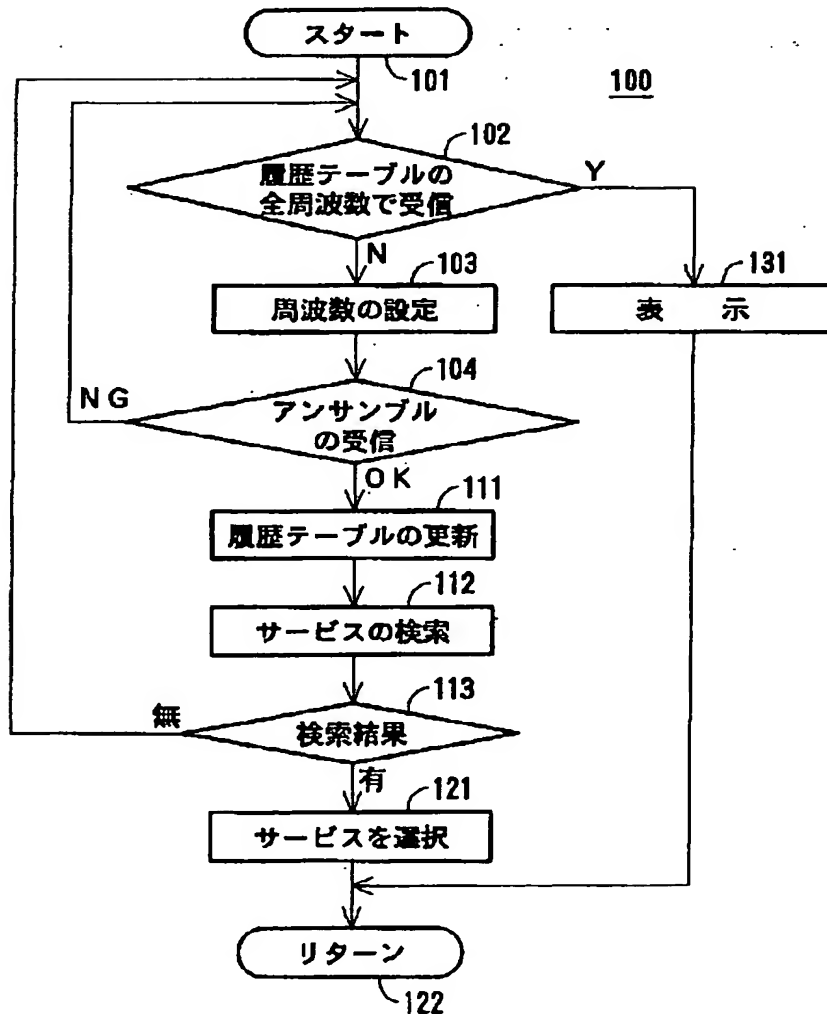 スタート
101
100
102
履歴テーブルの
全周波数で受信
Y
N
103
周波数の設定
131
表 示
104
NG
アンサンブル
の受信
OK
111
履歴テーブルの更新
112
サービスの検索
113
無
検索結果
有
121
サービスを選択
リターン
122